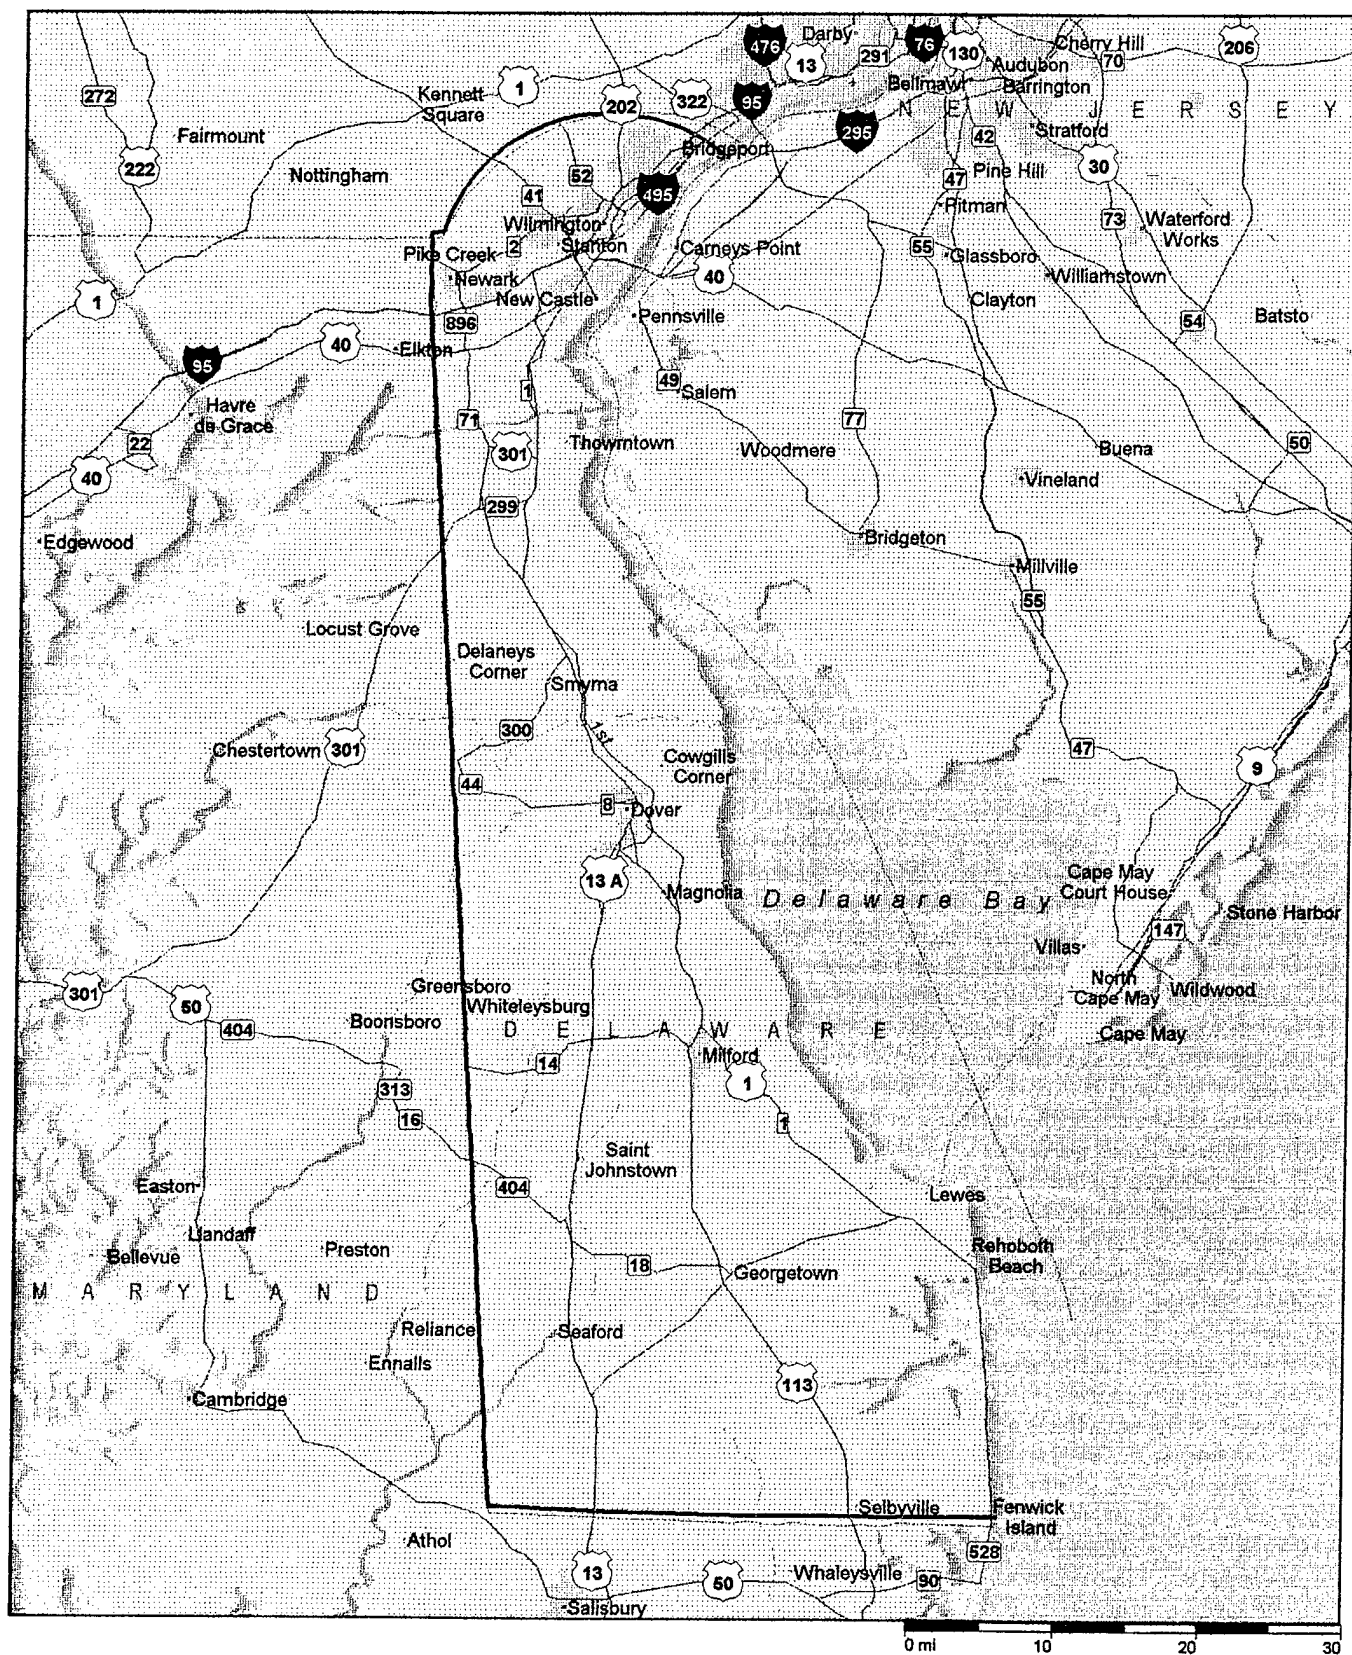 476
Darby
13
291
76
130
Cherry Hill
70
206
Audubon
272
Kennett
Square
1
202
322
95
Bellmawr
Barrington
N E W J E R S E Y
Fairmount
295
42
Stratford
222
Nottingham
Bridgeport
52
41
495
47
Pine Hill
30
Pitman
73
Waterford
Works
Wilmington
Stanton
Pike Creek
2
Carneys Point
55
Glassboro
Newark
40
Williamstown
1
New Castle
Clayton
Pennsville
896
54
Batsto
40
Elkton
95
49
Salem
1
Havre
de Grace
71
77
22
301
Thowrntown
Woodmere
50
Buena
40
Vineland
299
Edgewood
Bridgeton
Millville
55
Locust Grove
Delaneys
Corner
Smyrna
300
1st
Chestertown
301
Cowgills
Corner
47
9
44
8
Dover
13 A
Magnolia
Delaware Bay
Cape May
Court House
Stone Harbor
147
Villas
301
50
Greensboro
Whiteleysburg
North
Cape May
Wildwood
404
Boonsboro
D E L A W A R E
Cape May
14
Milford
1
313
16
1
Saint
Johnstown
Easton
404
Lewes
Llandaff
Bellevue
Preston
Rehoboth
Beach
18
Georgetown
M A R Y L A N D
Reliance
Seaford
Ennalls
113
Cambridge
Selbyville
Fenwick
Island
Athol
528
13
50
Whaleysville
90
Salisbury
0 mi 10 20 30